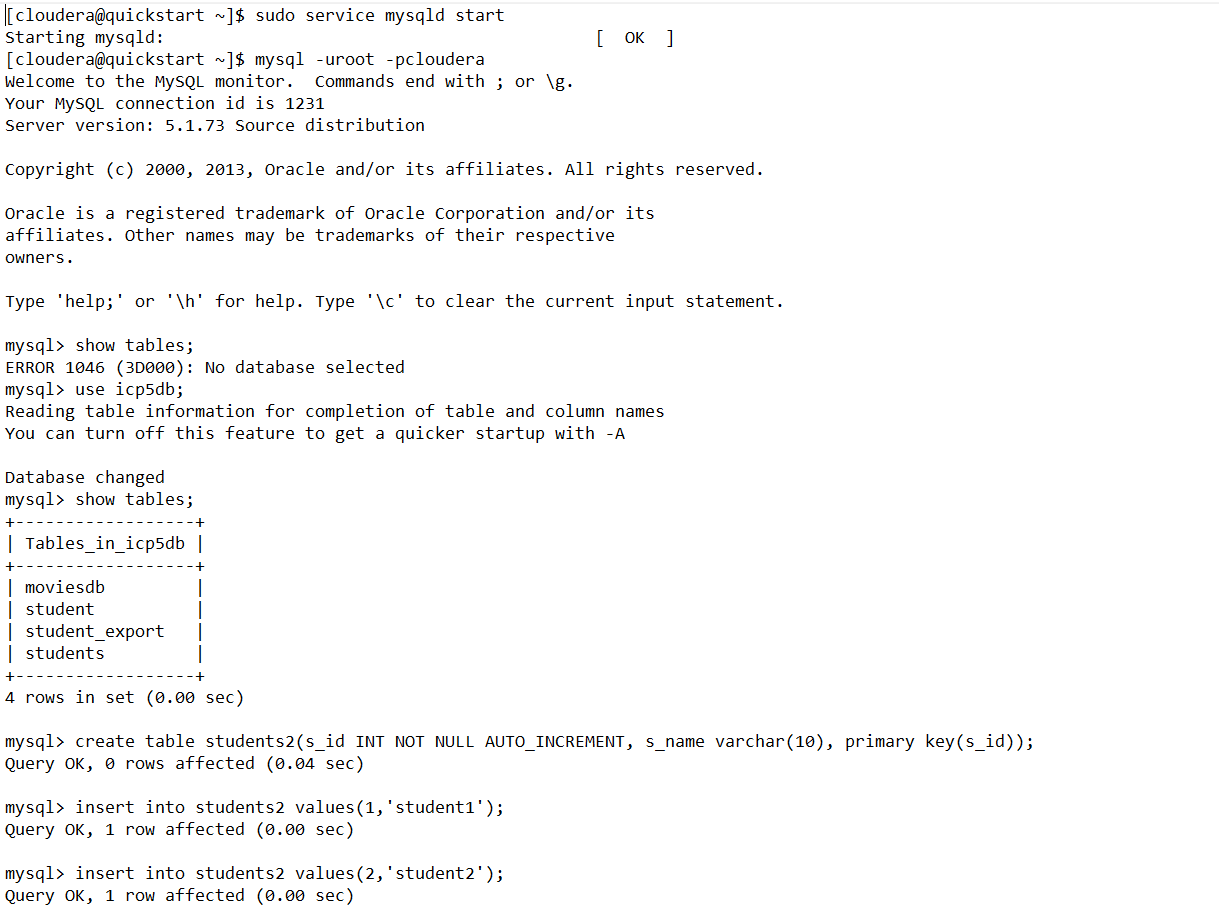 [cloudera@quickstart ~]$ sudo service mysqld start
Starting mysqld:                                           [  OK  ]
[cloudera@quickstart ~]$ mysql -uroot -pcloudera
Welcome to the MySQL monitor.  Commands end with ; or \g.
Your MySQL connection id is 1231
Server version: 5.1.73 Source distribution

Copyright (c) 2000, 2013, Oracle and/or its affiliates. All rights reserved.

Oracle is a registered trademark of Oracle Corporation and/or its
affiliates. Other names may be trademarks of their respective
owners.

Type 'help;' or '\h' for help. Type '\c' to clear the current input statement.

mysql> show tables;
ERROR 1046 (3D000): No database selected
mysql> use icp5db;
Reading table information for completion of table and column names
You can turn off this feature to get a quicker startup with -A

Database changed
mysql> show tables;
+------------------+
| Tables_in_icp5db |
+------------------+
| moviesdb         |
| student          |
| student_export   |
| students         |
+------------------+
4 rows in set (0.00 sec)

mysql> create table students2(s_id INT NOT NULL AUTO_INCREMENT, s_name varchar(10), primary key(s_id));
Query OK, 0 rows affected (0.04 sec)

mysql> insert into students2 values(1,'student1');
Query OK, 1 row affected (0.00 sec)

mysql> insert into students2 values(2,'student2');
Query OK, 1 row affected (0.00 sec)